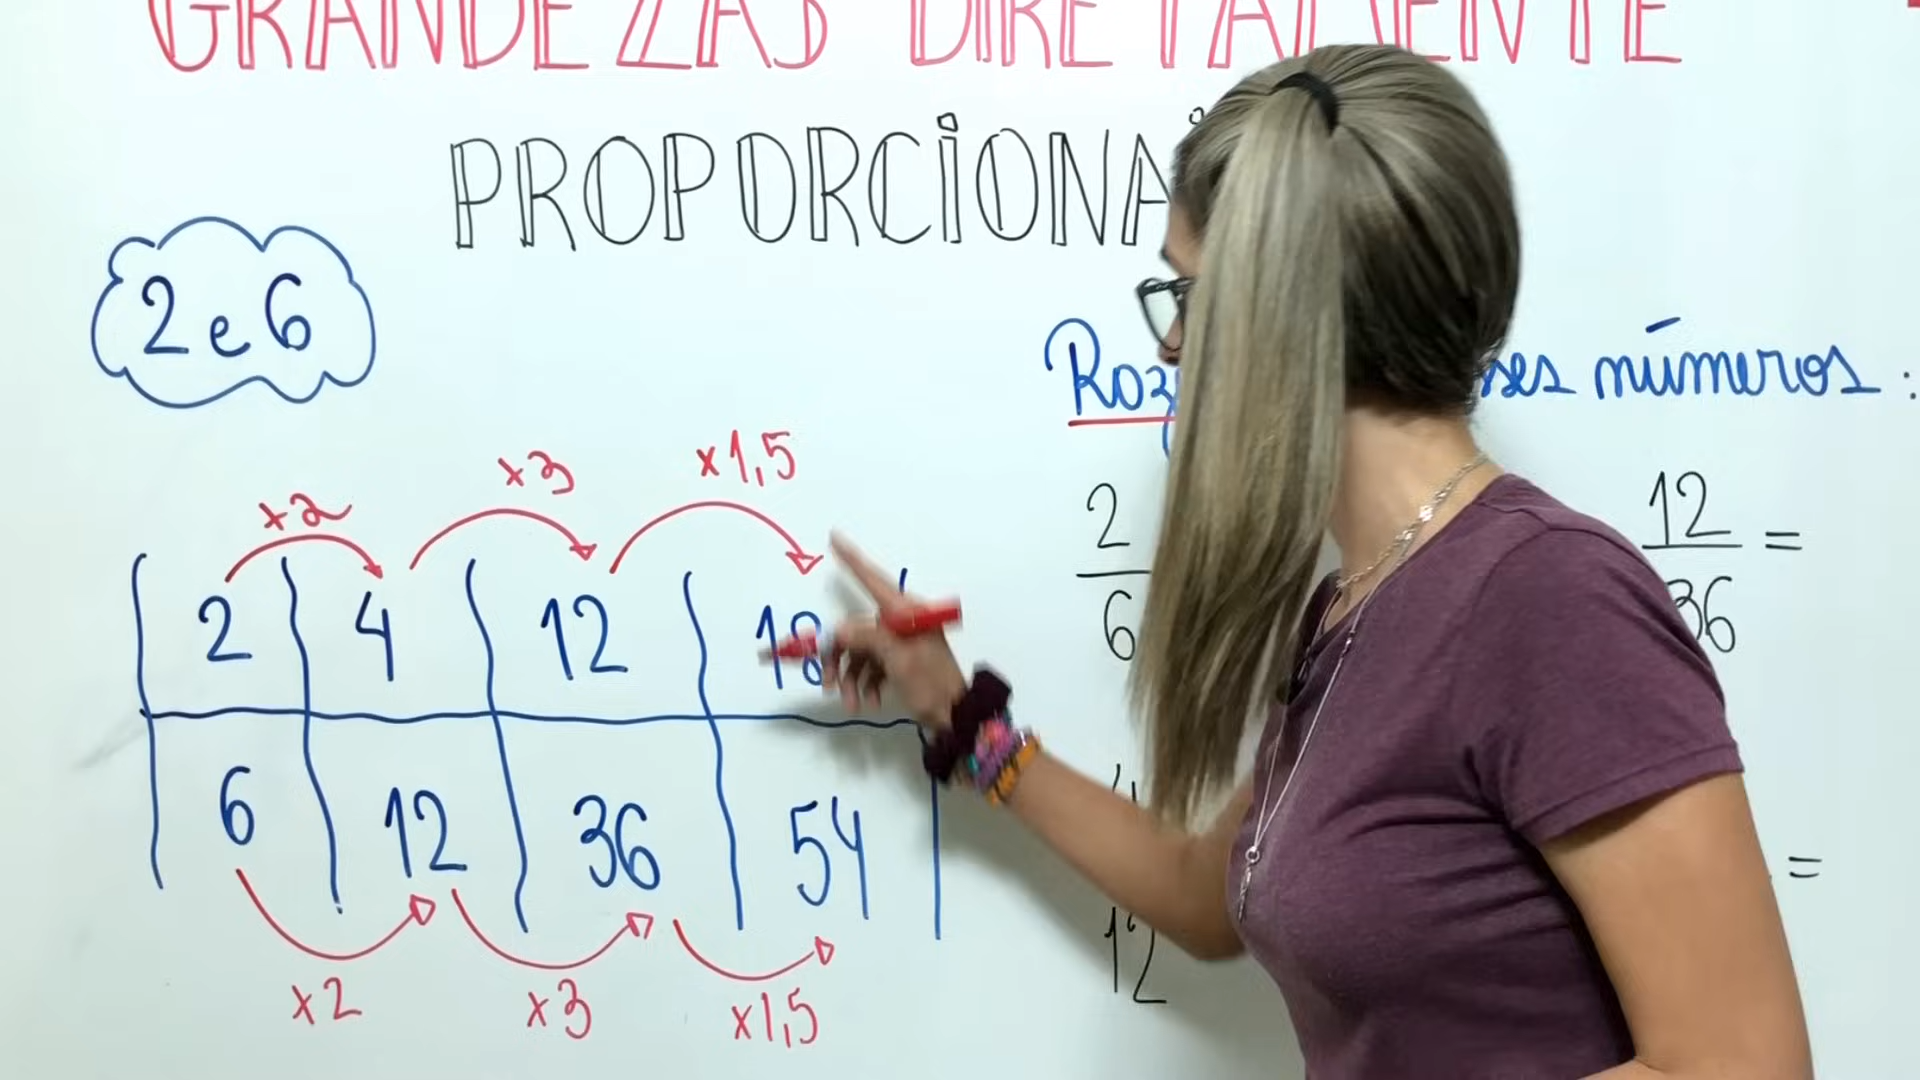 GRANDEZAS DIRETAMENTE
PROPORCIONA
2 e 6
números:
x2 x3 x1,5
2 4 12 18
6 12 36 54
x2 x3 x1,5
2
6
12 =
36
12
=